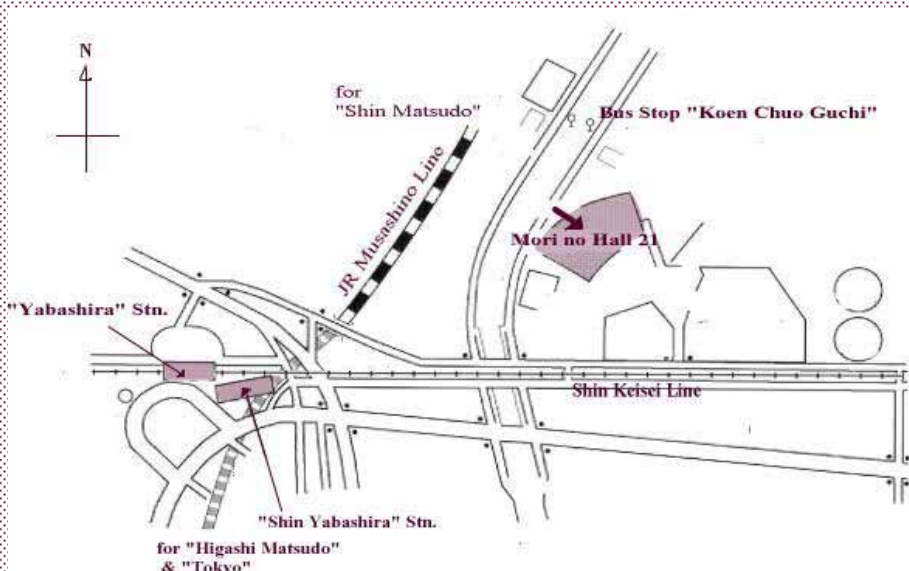 N
for
"Shin Matsudo"
Bus Stop "Koen Chuo Guchi"
JR Musashino Line
Mori no Hall 21
"Yabashira" Stn.
Shin Keisei Line
"Shin Yabashira" Stn.
for "Higashi Matsudo"
& "Tokyo"